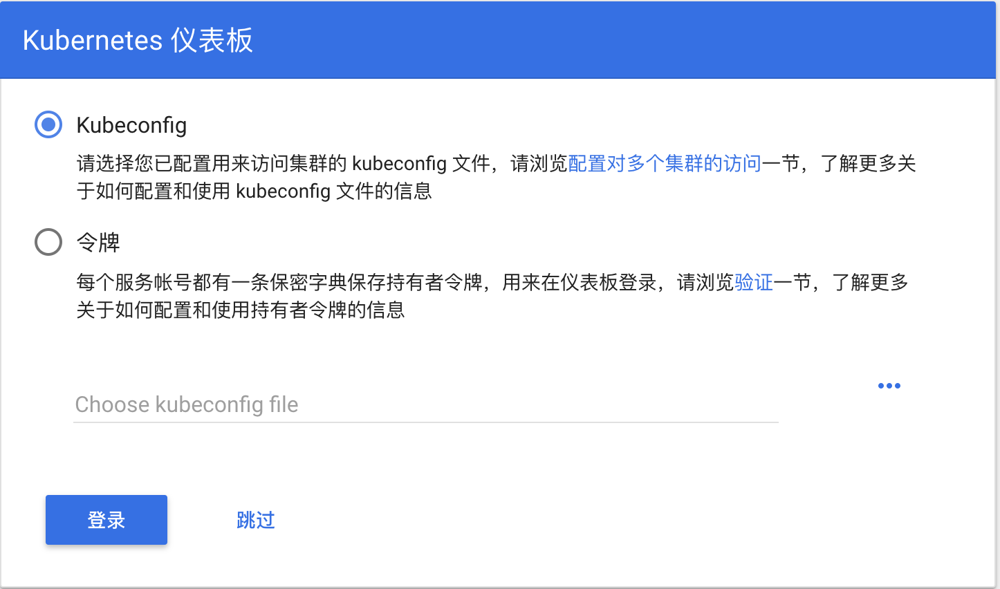 Kubernetes 仪表板
Kubeconfig
请选择您已配置用来访问集群的 kubeconfig 文件，请浏览配置对多个集群的访问一节，了解更多关
于如何配置和使用 kubeconfig 文件的信息
令牌
每个服务帐号都有一条保密字典保存持有者令牌，用来在仪表板登录，请浏览验证一节，了解更多
关于如何配置和使用持有者令牌的信息
Choose kubeconfig file
登录 跳过